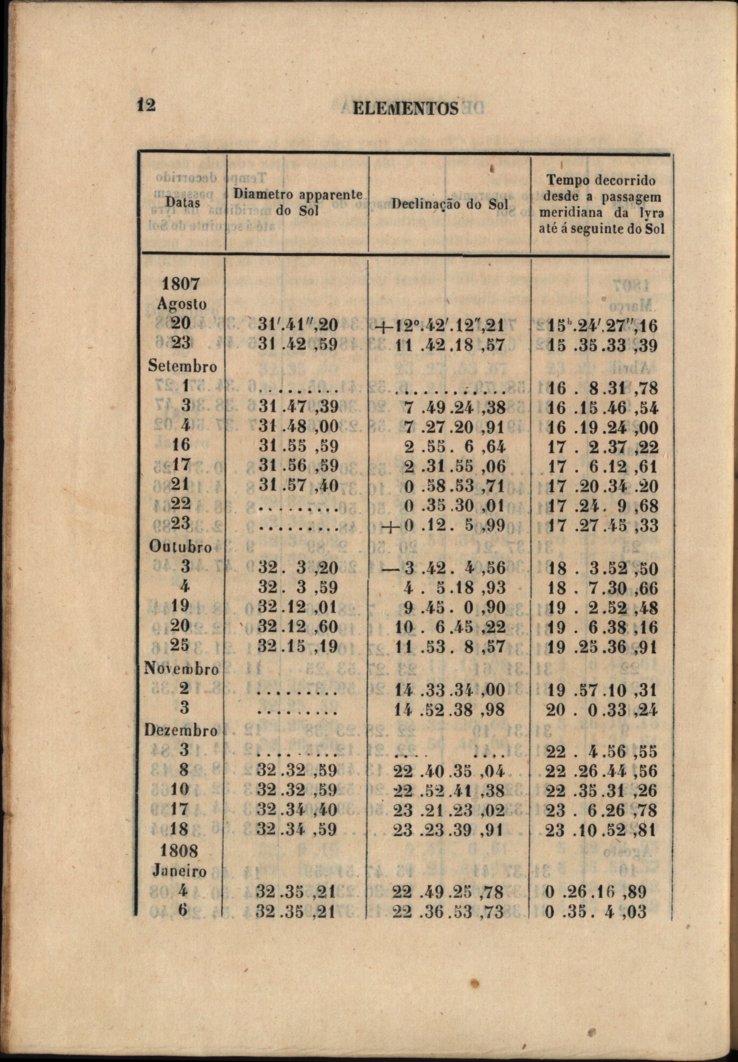 12 ELEMENTOS
Datas | Diametro apparente do Sol | Declinação do Sol | Tempo decorrido desde a passagem meridiana da lyra até á seguinte do Sol
1807
Agosto
20 31′.41″,20 +12º.42′.12″,21 15ʰ.24′.27″,16
23 31.42,59 11.42.18,57 15.35.33,39
Setembro
1 ......... ............ 16. 8.31,78
3 31.47,39 7.49.24,38 16.15.46,54
4 31.48,00 7.27.20,91 16.19.24,00
16 31.55,59 2.55. 6,64 17. 2.37,22
17 31.56,59 2.31.55,06 17. 6.12,61
21 31.57,40 0.58.53,71 17.20.34.20
22 ......... 0.35.30,01 17.24. 9,68
23 ......... +0.12. 5,99 17.27.45,33
Outubro
3 32. 3,20 —3.42. 4,56 18. 3.52,50
4 32. 3,59 4. 5.18,93 18. 7.30,66
19 32.12,01 9.45. 0,90 19. 2.52,48
20 32.12,60 10. 6.45,22 19. 6.38,16
25 32.15,19 11.53. 8,57 19.25.36,91
Novembro
2 ......... 14.33.34,00 19.57.10,31
3 ......... 14.52.38,98 20. 0.33,24
Dezembro
3 ......... .... .... 22. 4.56,55
8 32.32,59 22.40.35,04 22.26.44,56
10 32.32,59 22.52.41,38 22.35.31,26
17 32.34,40 23.21.23,02 23. 6.26,78
18 32.34,59 23.23.39,91 23.10.52,81
1808
Janeiro
4 32.35,21 22.49.25,78 0.26.16,89
6 32.35,21 22.36.53,73 0.35. 4,03